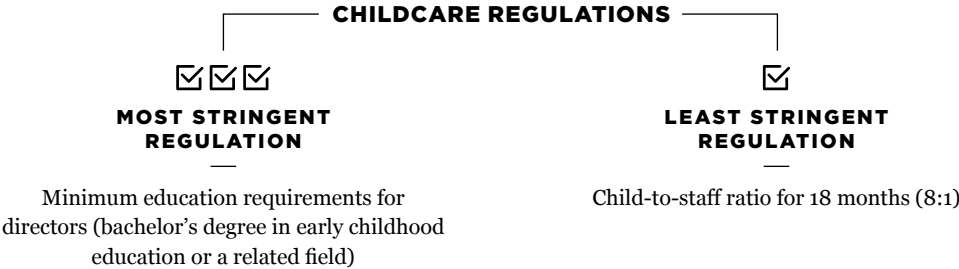 CHILDCARE REGULATIONS
MOST STRINGENT
REGULATION
Minimum education requirements for
directors (bachelor’s degree in early childhood
education or a related field)
LEAST STRINGENT
REGULATION
Child-to-staff ratio for 18 months (8:1)